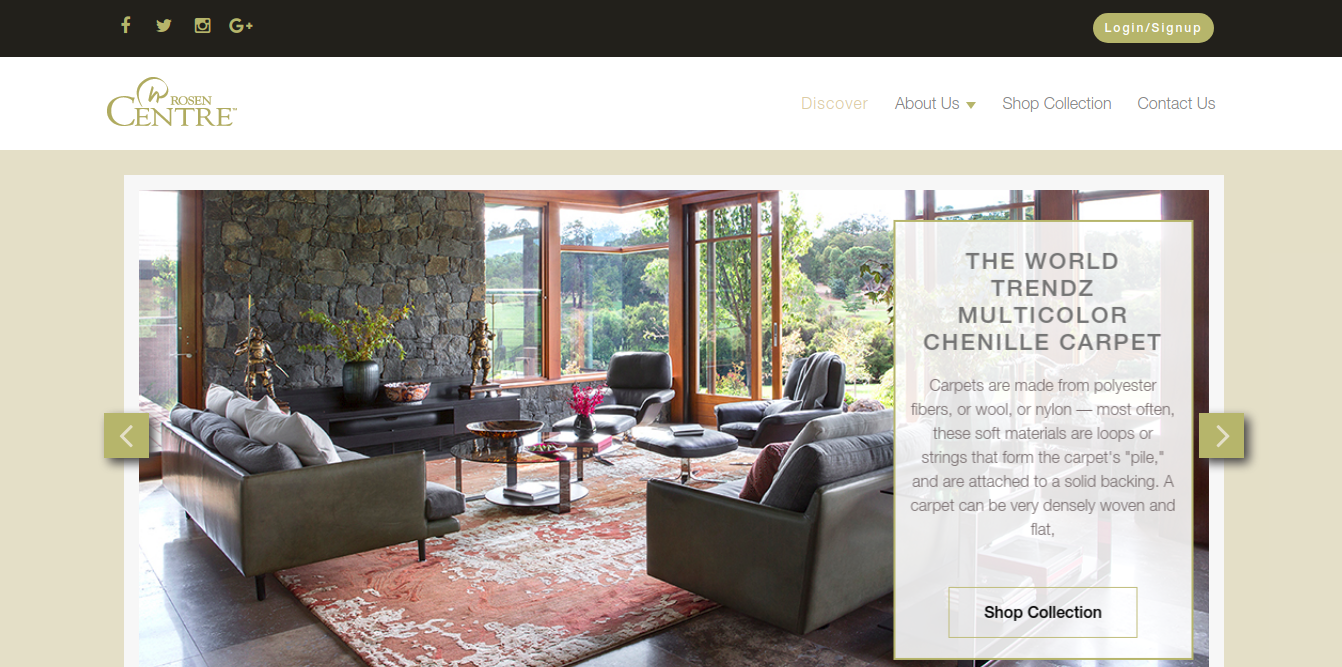 Login/Signup
ROSEN
CENTRE™
Discover
About Us
Shop Collection
Contact Us
THE WORLD
TRENDZ
MULTICOLOR
CHENILLE CARPET
Carpets are made from polyester
fibers, or wool, or nylon — most often,
these soft materials are loops or
strings that form the carpet's "pile,"
and are attached to a solid backing. A
carpet can be very densely woven and
flat,
Shop Collection